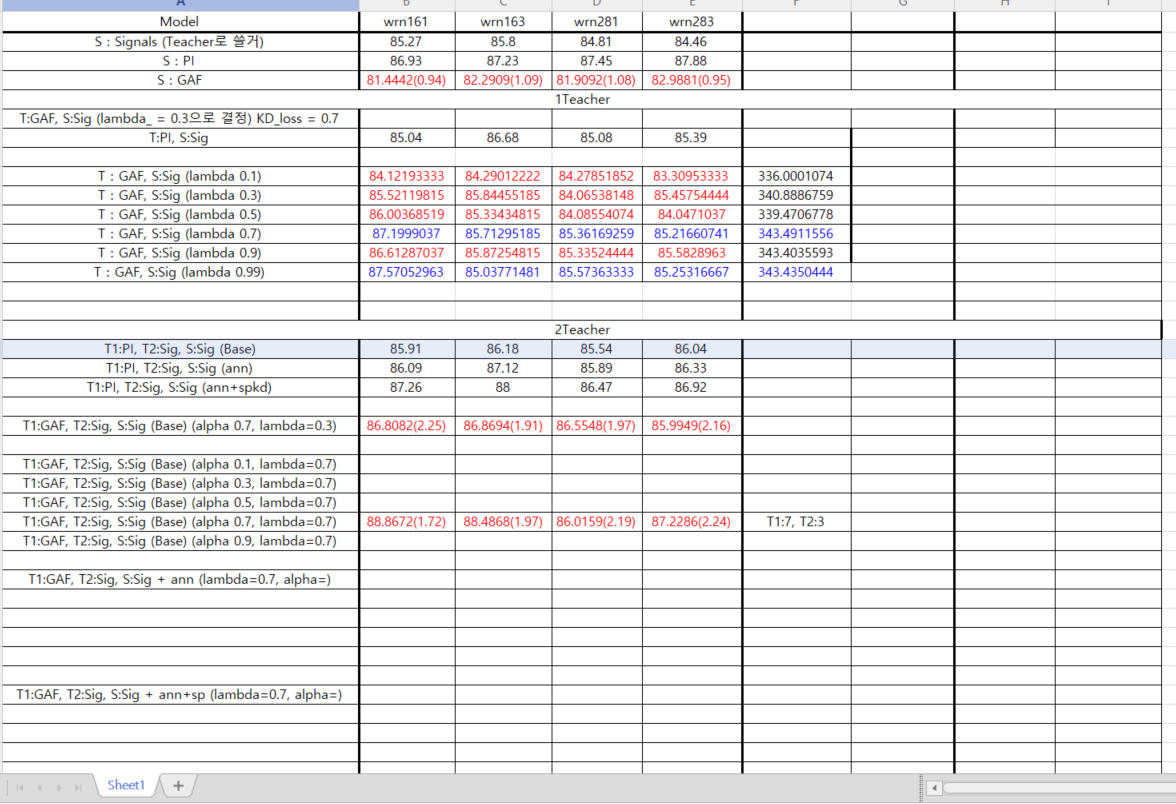 A B C D E F G H I
Model wrn161 wrn163 wrn281 wrn283
S : Signals (Teacher로 쓸거) 85.27 85.8 84.81 84.46
S : PI 86.93 87.23 87.45 87.88
S : GAF 81.4442(0.94) 82.2909(1.09) 81.9092(1.08) 82.9881(0.95)
1Teacher
T:GAF, S:Sig (lambda_ = 0.3으로 결정) KD_loss = 0.7
T:PI, S:Sig 85.04 86.68 85.08 85.39
T : GAF, S:Sig (lambda 0.1) 84.12193333 84.29012222 84.27851852 83.30953333 336.0001074
T : GAF, S:Sig (lambda 0.3) 85.52119815 85.84455185 84.06538148 85.45754444 340.8886759
T : GAF, S:Sig (lambda 0.5) 86.00368519 85.33434815 84.08554074 84.0471037 339.4706778
T : GAF, S:Sig (lambda 0.7) 87.1999037 85.71295185 85.36169259 85.21660741 343.4911556
T : GAF, S:Sig (lambda 0.9) 86.61287037 85.87254815 85.33524444 85.5828963 343.4035593
T : GAF, S:Sig (lambda 0.99) 87.57052963 85.03771481 85.57363333 85.25316667 343.4350444
2Teacher
T1:PI, T2:Sig, S:Sig (Base) 85.91 86.18 85.54 86.04
T1:PI, T2:Sig, S:Sig (ann) 86.09 87.12 85.89 86.33
T1:PI, T2:Sig, S:Sig (ann+spkd) 87.26 88 86.47 86.92
T1:GAF, T2:Sig, S:Sig (Base) (alpha 0.7, lambda=0.3) 86.8082(2.25) 86.8694(1.91) 86.5548(1.97) 85.9949(2.16)
T1:GAF, T2:Sig, S:Sig (Base) (alpha 0.1, lambda=0.7)
T1:GAF, T2:Sig, S:Sig (Base) (alpha 0.3, lambda=0.7)
T1:GAF, T2:Sig, S:Sig (Base) (alpha 0.5, lambda=0.7)
T1:GAF, T2:Sig, S:Sig (Base) (alpha 0.7, lambda=0.7) 88.8672(1.72) 88.4868(1.97) 86.0159(2.19) 87.2286(2.24) T1:7, T2:3
T1:GAF, T2:Sig, S:Sig (Base) (alpha 0.9, lambda=0.7)
T1:GAF, T2:Sig, S:Sig + ann (lambda=0.7, alpha=)
T1:GAF, T2:Sig, S:Sig + ann+sp (lambda=0.7, alpha=)
Sheet1 +